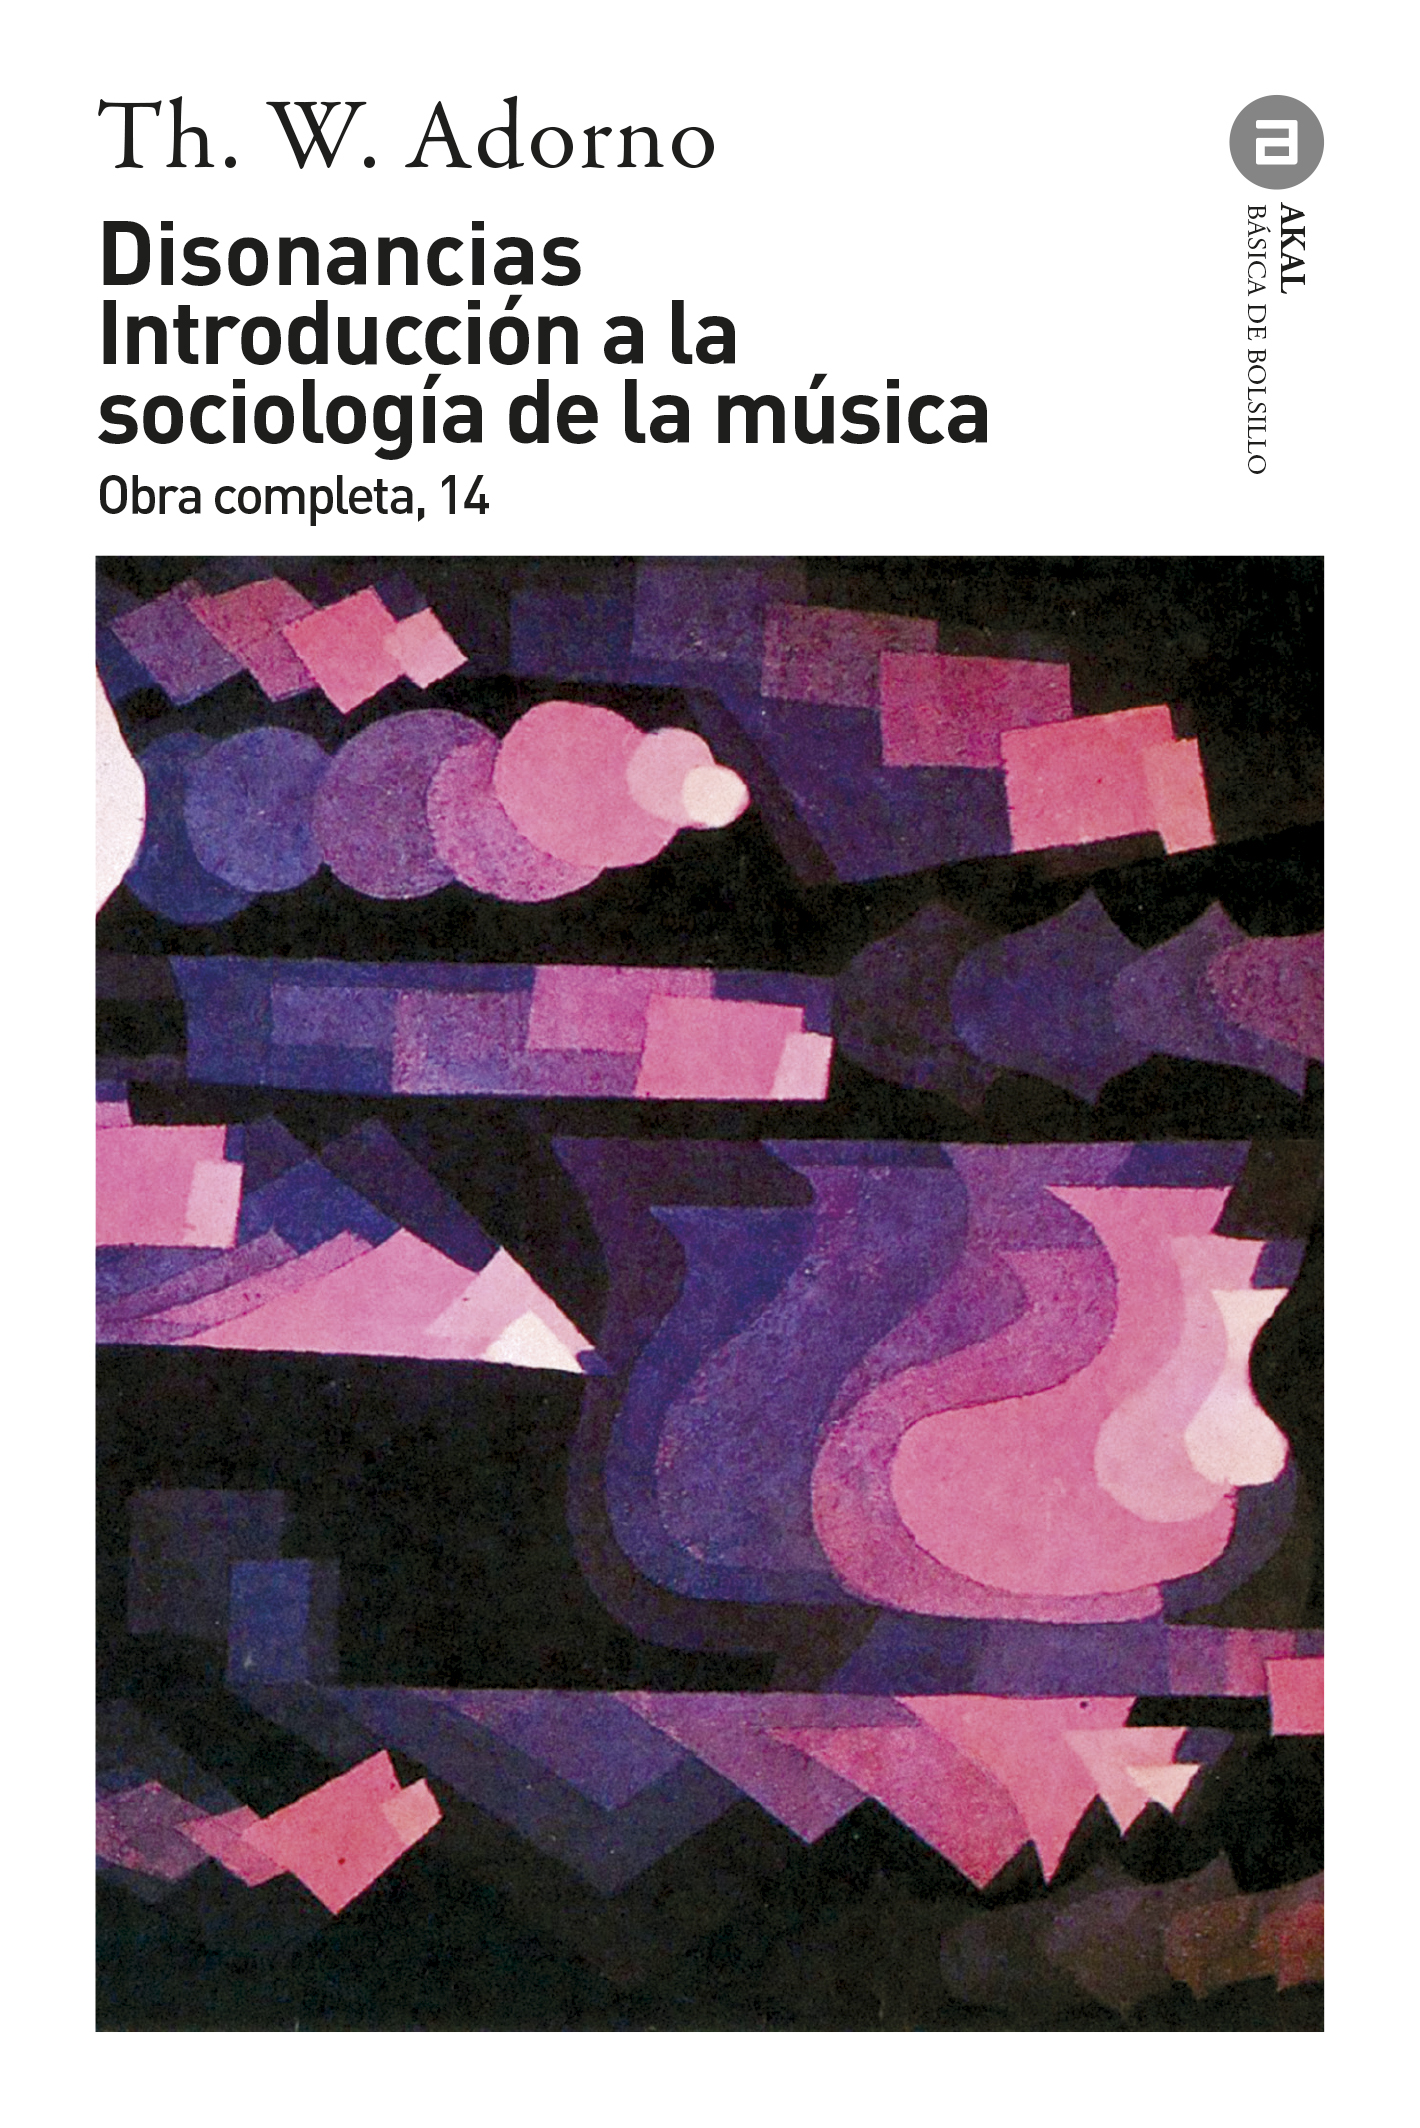 Th. W. Adorno
Disonancias
Introducción a la
sociología de la música
Obra completa, 14
a
AKAL
BÁSICA DE BOLSILLO